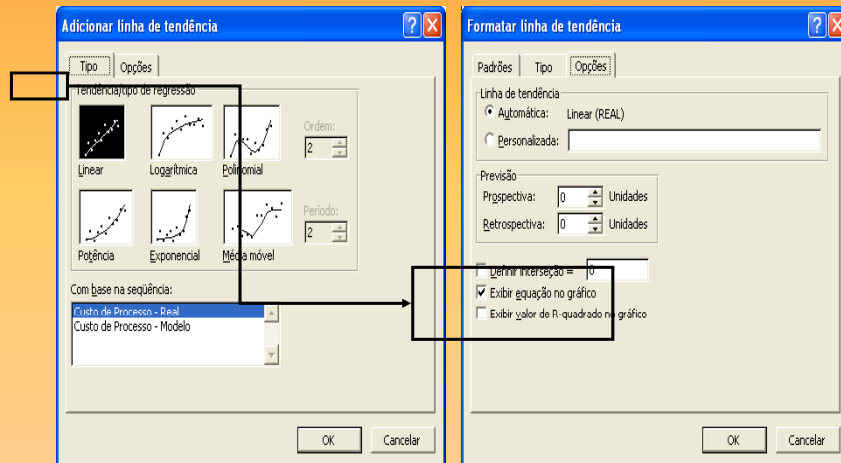 Adicionar linha de tendência
Tipo Opções
Tendência/tipo de regressão
Linear
Logarítmica
Polinomial
Ordem:
2
Potência
Exponencial
Média móvel
Período:
2
Com base na seqüência:
Custo de Processo - Real
Custo de Processo - Modelo
OK Cancelar
Formatar linha de tendência
Padrões Tipo Opções
Linha de tendência
Automática: Linear (REAL)
Personalizada:
Previsão
Prospectiva: 0 Unidades
Retrospectiva: 0 Unidades
Definir interseção = 0
Exibir equação no gráfico
Exibir valor de R-quadrado no gráfico
OK Cancelar